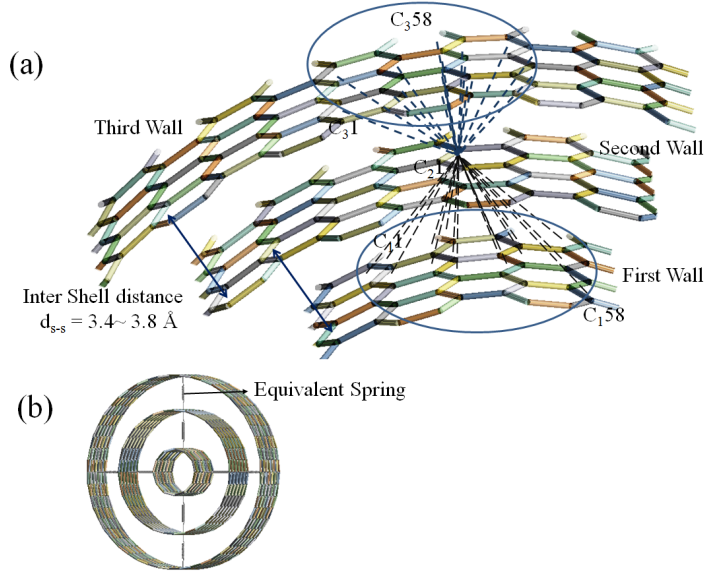 C₃58
(a)
C₃1
Third Wall
Second Wall
C₂1
C₁1
First Wall
Inter Shell distance
dₛ₋ₛ = 3.4~ 3.8 Å
C₁58
(b)
Equivalent Spring